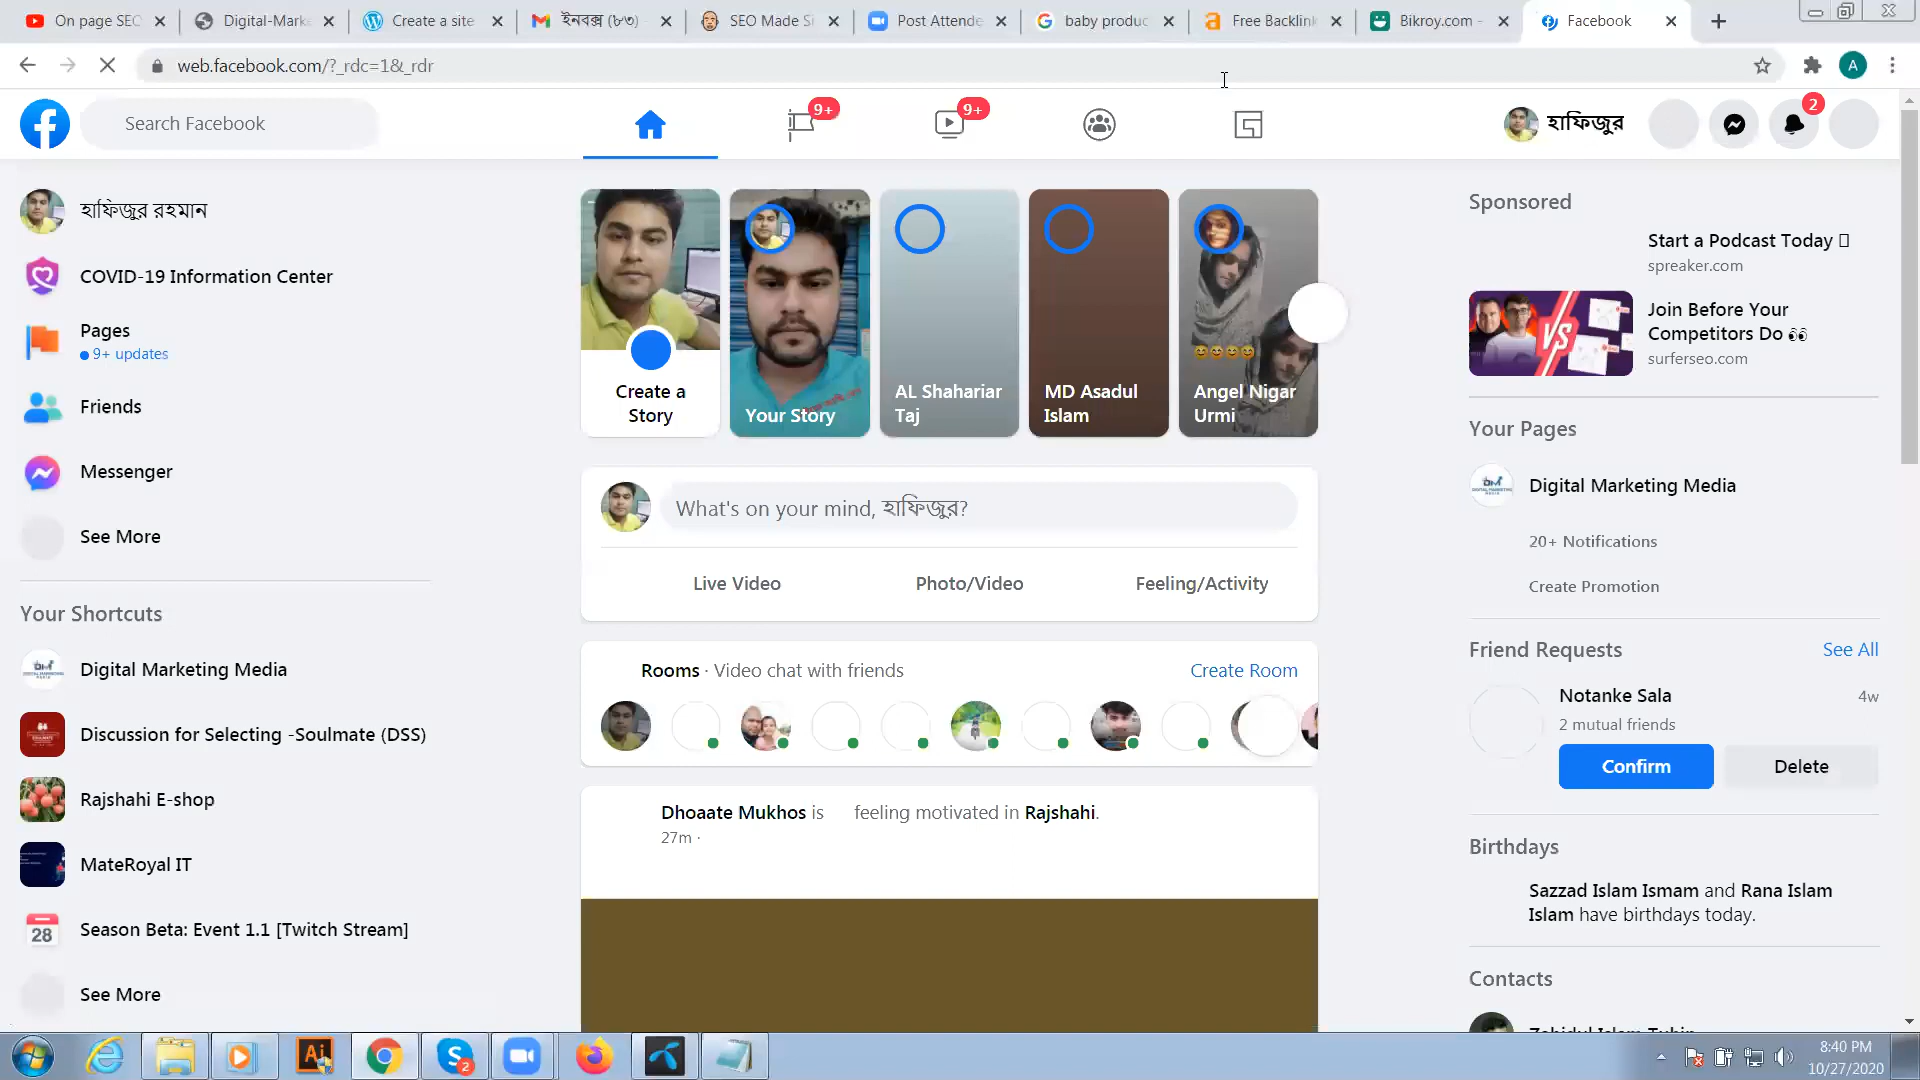 On page SEO
Digital-Marke
Create a site
ইনবক্স (৮৩) -
SEO Made Si
Post Attende
baby produc
Free Backlink
Bikroy.com -
Facebook
web.facebook.com/?_rdc=1&_rdr
A
Search Facebook
9+
9+
হাফিজুর
2
হাফিজুর রহমান
COVID-19 Information Center
Pages
9+ updates
Friends
Messenger
See More
Your Shortcuts
Digital Marketing Media
Discussion for Selecting -Soulmate (DSS)
Rajshahi E-shop
MateRoyal IT
28
Season Beta: Event 1.1 [Twitch Stream]
See More
Create a
Story
Your Story
AL Shahariar
Taj
MD Asadul
Islam
Angel Nigar
Urmi
What's on your mind, হাফিজুর?
Live Video
Photo/Video
Feeling/Activity
Rooms · Video chat with friends
Create Room
Dhoaate Mukhos is feeling motivated in Rajshahi.
27m ·
Sponsored
Start a Podcast Today
spreaker.com
VS
Join Before Your
Competitors Do 👀
surferseo.com
Your Pages
Digital Marketing Media
20+ Notifications
Create Promotion
Friend Requests
See All
Notanke Sala
4w
2 mutual friends
Confirm
Delete
Birthdays
Sazzad Islam Ismam and Rana Islam
Islam have birthdays today.
Contacts
Ai
S
2
8:40 PM
10/27/2020